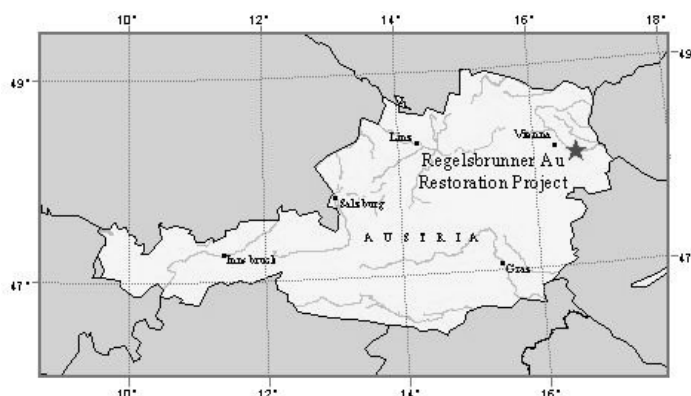 10° 12° 14° 16° 18°
49° 49°
Linz Vienna
Regelsbrunner Au
Restoration Project
Salzburg
AUSTRIA
Innsbruck Graz
47° 47°
10° 12° 14° 16°